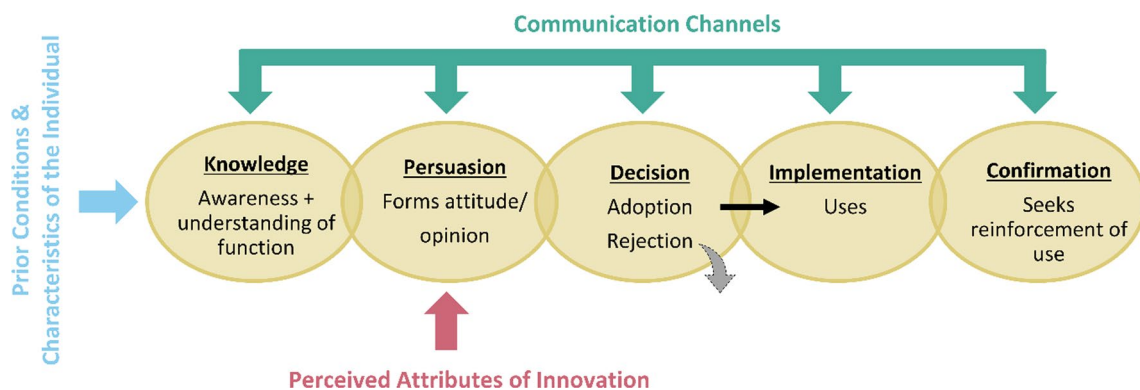 Communication Channels
Prior Conditions &
Characteristics of the Individual
Knowledge
Awareness +
understanding of
function
Persuasion
Forms attitude/
opinion
Decision
Adoption
Rejection
Implementation
Uses
Confirmation
Seeks
reinforcement of
use
Perceived Attributes of Innovation